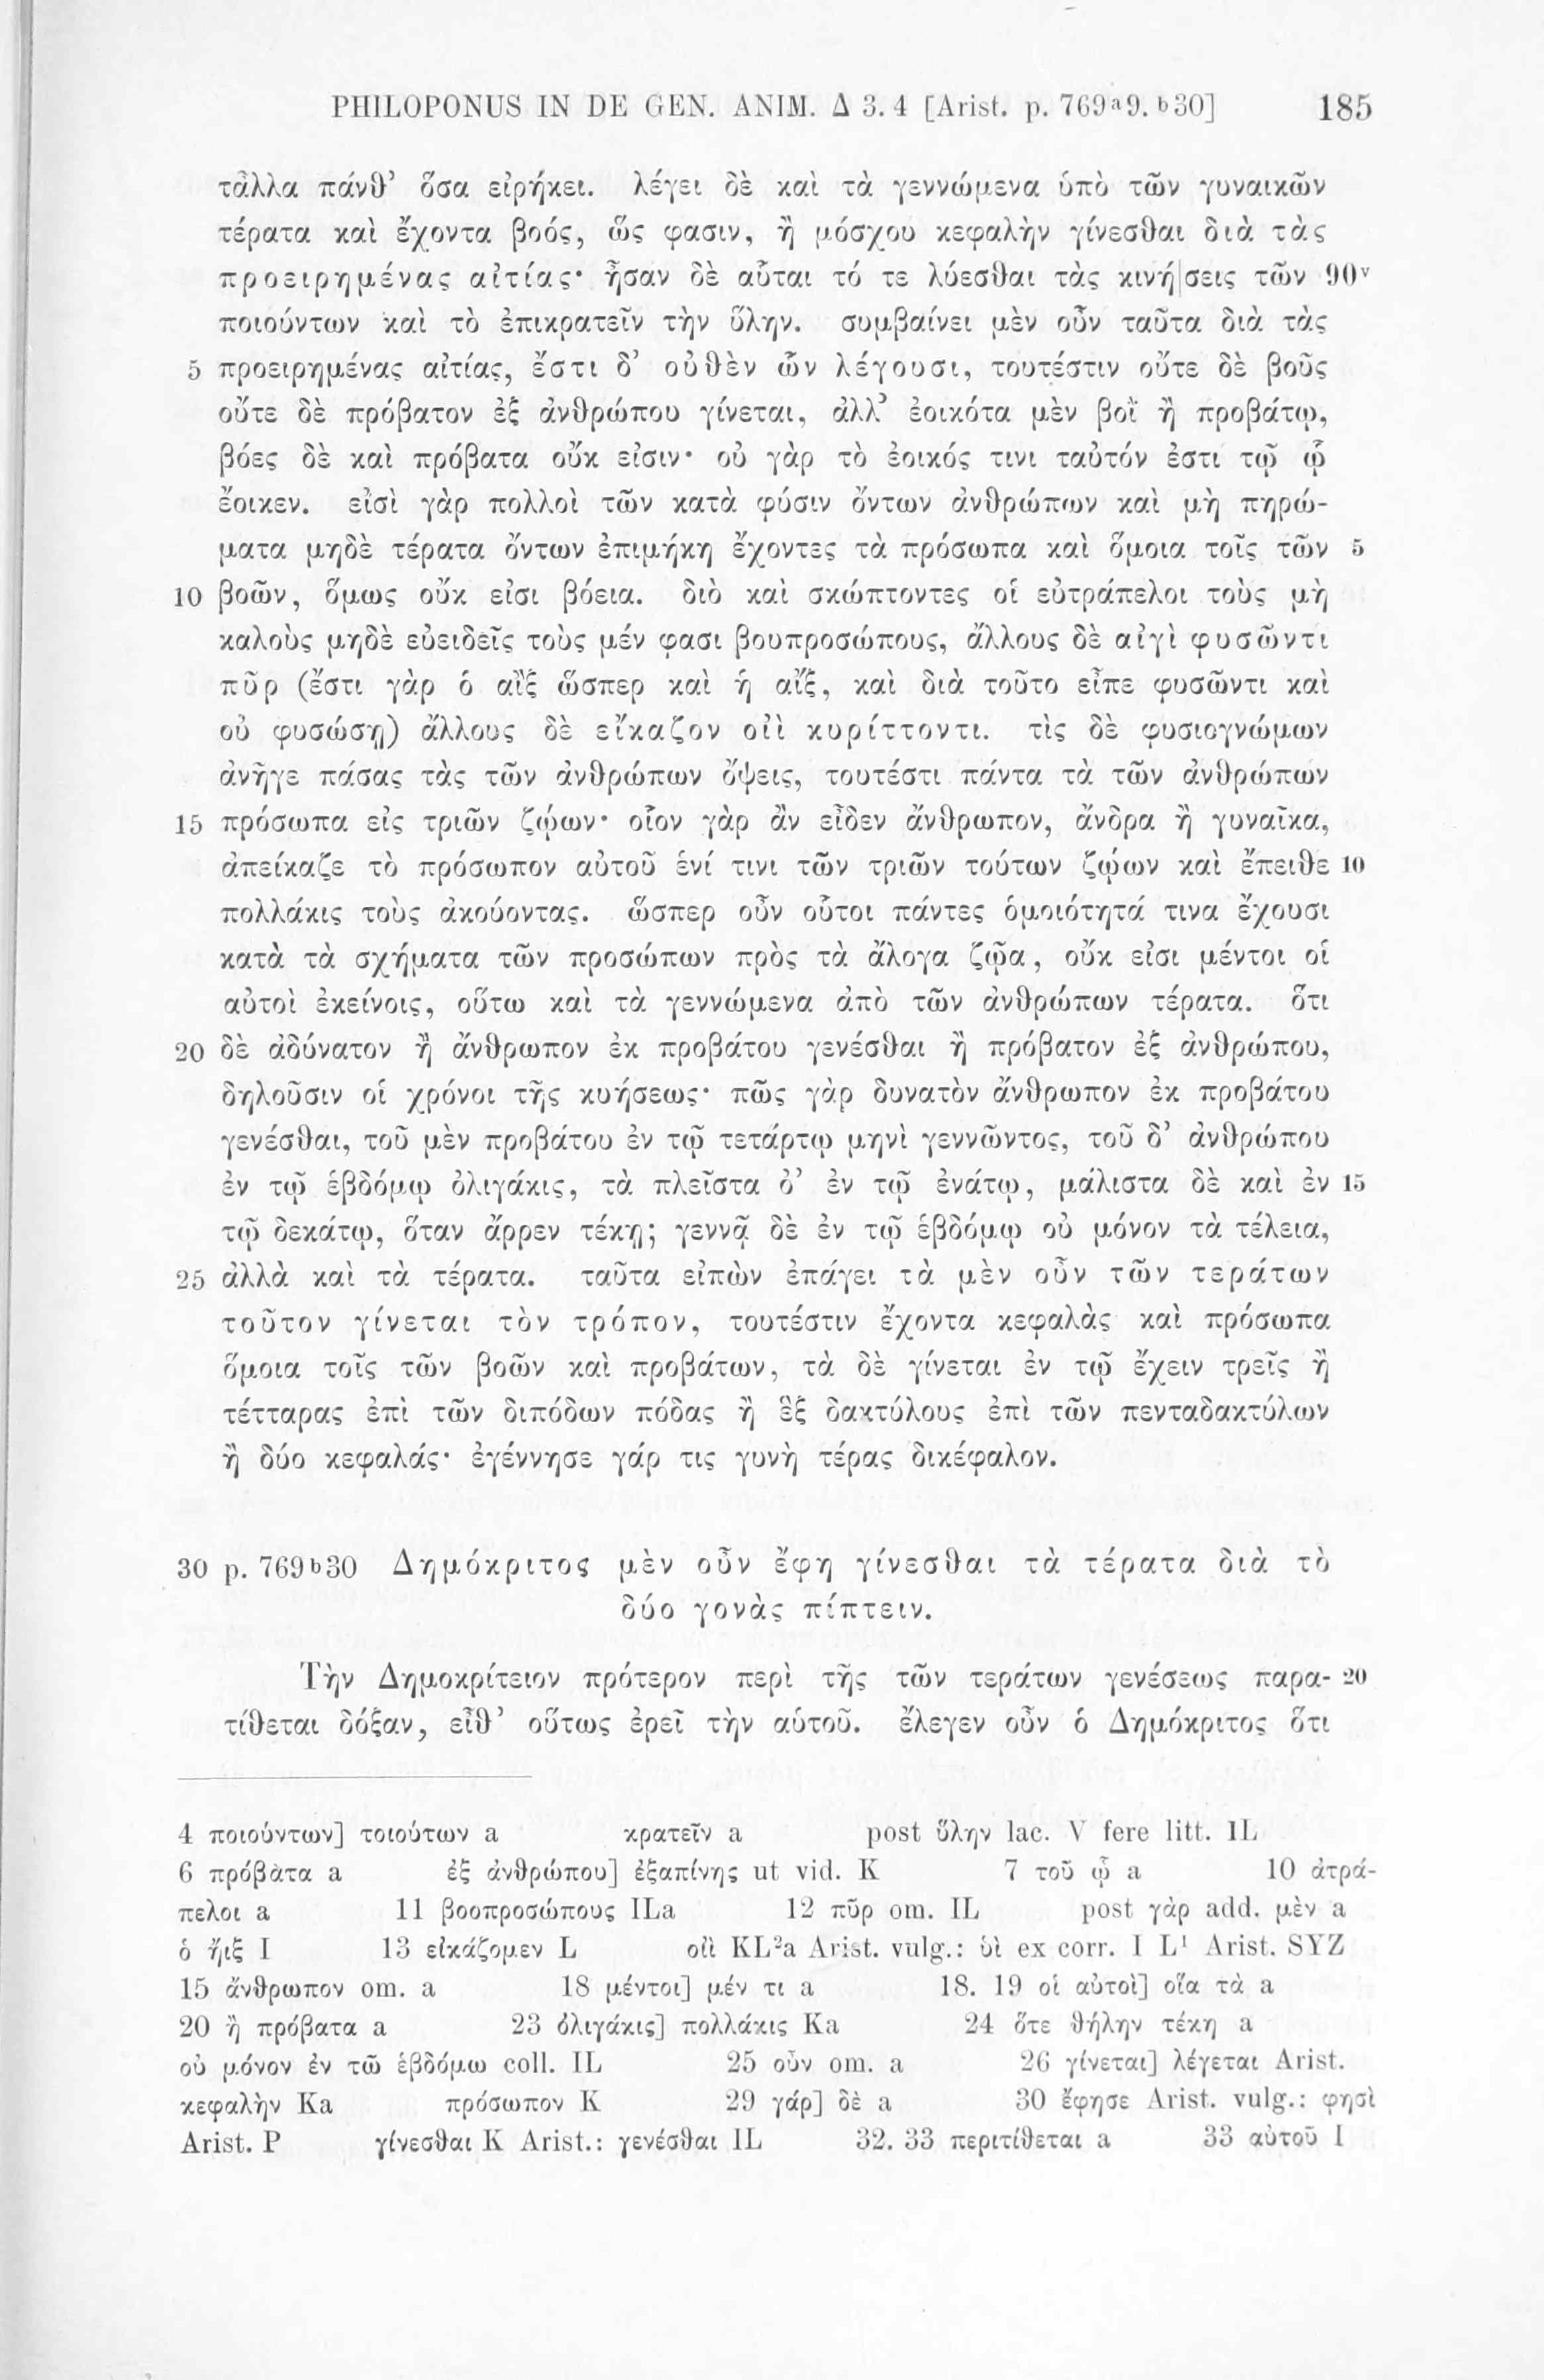 PHILOPONUS IN DE GEN. ANIM. Δ 3. 4 [Arist. p. 769ᵃ9. ᵇ30] 185
τἆλλα πάνθ’ ὅσα εἰρήκει. λέγει δὲ καὶ τὰ γεννώμενα ὑπὸ τῶν γυναικῶν
τέρατα καὶ ἔχοντα βοός, ὥς φασιν, ἢ μόσχου κεφαλὴν γίνεσθαι διὰ τὰς
προειρημένας αἰτίας· ἦσαν δὲ αὗται τό τε λύεσθαι τὰς κινή|σεις τῶν 90ᵛ
ποιούντων καὶ τὸ ἐπικρατεῖν τὴν ὕλην. συμβαίνει μὲν οὖν ταῦτα διὰ τὰς
5 προειρημένας αἰτίας, ἔστι δ’ οὐθὲν ὧν λέγουσι, τουτέστιν οὔτε δὲ βοῦς
οὔτε δὲ πρόβατον ἐξ ἀνθρώπου γίνεται, ἀλλ’ ἐοικότα μὲν βοῒ ἢ προβάτῳ,
βόες δὲ καὶ πρόβατα οὔκ εἰσιν· οὐ γὰρ τὸ ἐοικός τινι ταὐτόν ἐστι τῷ ᾧ
ἔοικεν. εἰσὶ γὰρ πολλοὶ τῶν κατὰ φύσιν ὄντων ἀνθρώπων καὶ μὴ πηρώ-
ματα μηδὲ τέρατα ὄντων ἐπιμήκη ἔχοντες τὰ πρόσωπα καὶ ὅμοια τοῖς τῶν 5
10 βοῶν, ὅμως οὔκ εἰσι βόεια. διὸ καὶ σκώπτοντες οἱ εὐτράπελοι τοὺς μὴ
καλοὺς μηδὲ εὐειδεῖς τοὺς μέν φασι βουπροσώπους, ἄλλους δὲ αἰγὶ φυσῶντι
πῦρ (ἔστι γὰρ ὁ αἲξ ὥσπερ καὶ ἡ αἴξ, καὶ διὰ τοῦτο εἶπε φυσῶντι καὶ
οὐ φυσώσῃ) ἄλλους δὲ εἴκαζον οἰὶ κυρίττοντι. τὶς δὲ φυσιογνώμων
ἀνῆγε πάσας τὰς τῶν ἀνθρώπων ὄψεις, τουτέστι πάντα τὰ τῶν ἀνθρώπων
15 πρόσωπα εἰς τριῶν ζῴων· οἷον γὰρ ἂν εἶδεν ἄνθρωπον, ἄνδρα ἢ γυναῖκα,
ἀπείκαζε τὸ πρόσωπον αὐτοῦ ἑνί τινι τῶν τριῶν τούτων ζῴων καὶ ἔπειθε 10
πολλάκις τοὺς ἀκούοντας. ὥσπερ οὖν οὗτοι πάντες ὁμοιότητά τινα ἔχουσι
κατὰ τὰ σχήματα τῶν προσώπων πρὸς τὰ ἄλογα ζῷα, οὔκ εἰσι μέντοι οἱ
αὐτοὶ ἐκείνοις, οὕτω καὶ τὰ γεννώμενα ἀπὸ τῶν ἀνθρώπων τέρατα. ὅτι
20 δὲ ἀδύνατον ἢ ἄνθρωπον ἐκ προβάτου γενέσθαι ἢ πρόβατον ἐξ ἀνθρώπου,
δηλοῦσιν οἱ χρόνοι τῆς κυήσεως· πῶς γὰρ δυνατὸν ἄνθρωπον ἐκ προβάτου
γενέσθαι, τοῦ μὲν προβάτου ἐν τῷ τετάρτῳ μηνὶ γεννῶντος, τοῦ δ’ ἀνθρώπου
ἐν τῷ ἑβδόμῳ ὀλιγάκις, τὰ πλεῖστα δ’ ἐν τῷ ἐνάτῳ, μάλιστα δὲ καὶ ἐν 15
τῷ δεκάτῳ, ὅταν ἄρρεν τέκῃ; γεννᾷ δὲ ἐν τῷ ἑβδόμῳ οὐ μόνον τὰ τέλεια,
25 ἀλλὰ καὶ τὰ τέρατα. ταῦτα εἰπὼν ἐπάγει τὰ μὲν οὖν τῶν τεράτων
τοῦτον γίνεται τὸν τρόπον, τουτέστιν ἔχοντα κεφαλὰς καὶ πρόσωπα
ὅμοια τοῖς τῶν βοῶν καὶ προβάτων, τὰ δὲ γίνεται ἐν τῷ ἔχειν τρεῖς ἢ
τέτταρας ἐπὶ τῶν διπόδων πόδας ἢ ἓξ δακτύλους ἐπὶ τῶν πενταδακτύλων
ἢ δύο κεφαλάς· ἐγέννησε γάρ τις γυνὴ τέρας δικέφαλον.
30 p. 769ᵇ30 Δημόκριτος μὲν οὖν ἔφη γίνεσθαι τὰ τέρατα διὰ τὸ
δύο γονὰς πίπτειν.
Τὴν Δημοκρίτειον πρότερον περὶ τῆς τῶν τεράτων γενέσεως παρα- 20
τίθεται δόξαν, εἶθ’ οὕτως ἐρεῖ τὴν αὑτοῦ. ἔλεγεν οὖν ὁ Δημόκριτος ὅτι
4 ποιούντων] τοιούτων a κρατεῖν a post ὕλην lac. V fere litt. IL
6 πρόβατα a ἐξ ἀνθρώπου] ἐξαπίνης ut vid. K 7 τοῦ ᾧ a 10 ἀτρά-
πελοι a 11 βοοπροσώπους ILa 12 πῦρ om. IL post γὰρ add. μὲν a
ὁ ἤιξ I 13 εἰκάζομεν L οἰὶ KL²a Arist. vulg.: ὑὶ ex corr. I L¹ Arist. SYZ
15 ἄνθρωπον om. a 18 μέντοι] μέν τι a 18. 19 οἱ αὐτοὶ] οἷα τὰ a
20 ἢ πρόβατα a 23 ὀλιγάκις] πολλάκις Ka 24 ὅτε θήλην τέκη a
οὐ μόνον ἐν τῶ ἑβδόμω coll. IL 25 οὖν om. a 26 γίνεται] λέγεται Arist.
κεφαλὴν Ka πρόσωπον K 29 γάρ] δὲ a 30 ἔφησε Arist. vulg.: φησὶ
Arist. P γίνεσθαι K Arist.: γενέσθαι IL 32. 33 περιτίθεται a 33 αὐτοῦ I